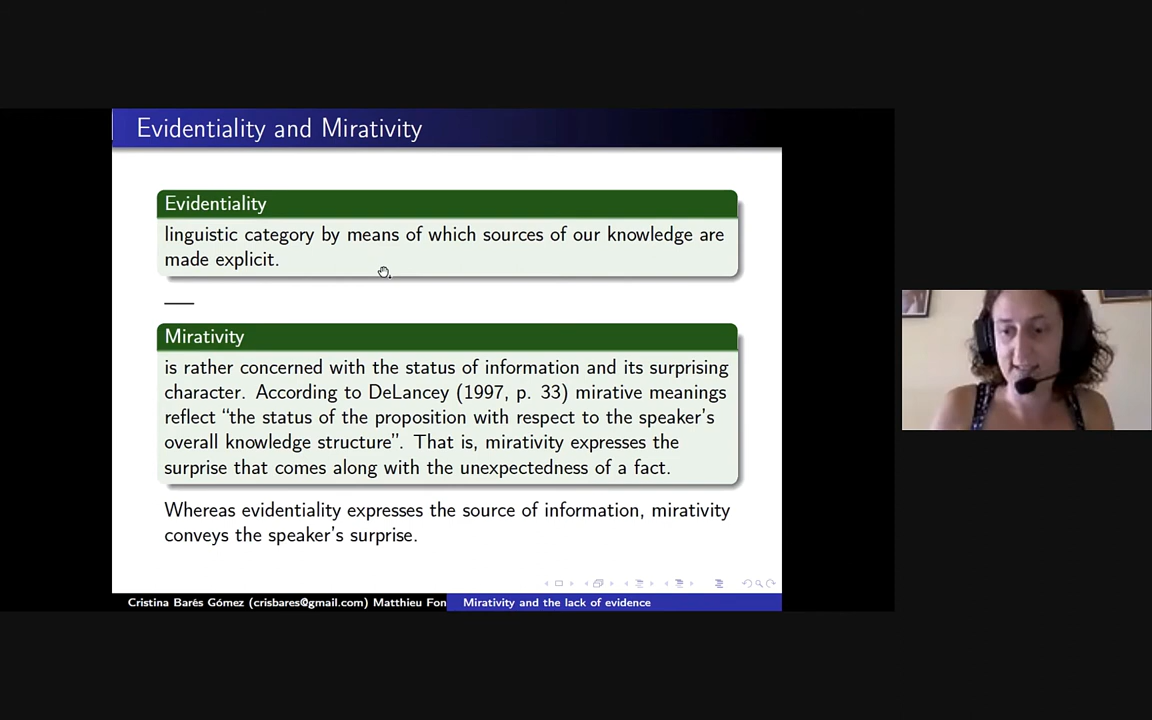 Evidentiality and Mirativity
Evidentiality
linguistic category by means of which sources of our knowledge are
made explicit.
Mirativity
is rather concerned with the status of information and its surprising
character. According to DeLancey (1997, p. 33) mirative meanings
reflect “the status of the proposition with respect to the speaker’s
overall knowledge structure”. That is, mirativity expresses the
surprise that comes along with the unexpectedness of a fact.
Whereas evidentiality expresses the source of information, mirativity
conveys the speaker’s surprise.
Cristina Barés Gómez (crisbares@gmail.com) Matthieu Fon
Mirativity and the lack of evidence